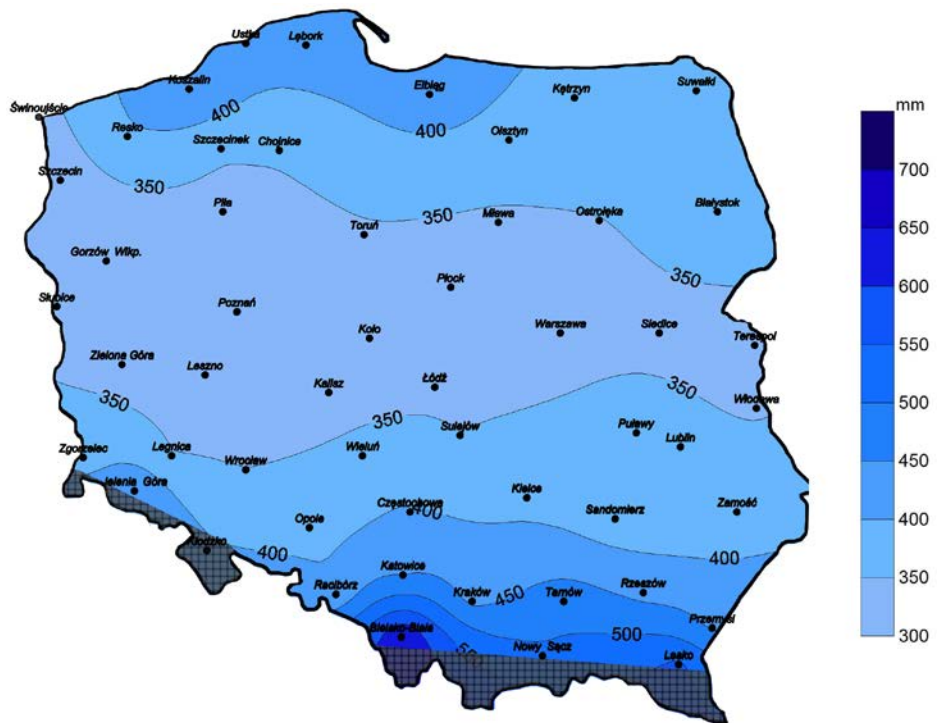 Ustka
Lębork
Koszalin
Elbląg
Kętrzyn
Suwałki
mm
Świnoujście
400
400
Resko
Szczecinek
Chojnice
Olsztyn
700
Szczecin
350
Piła
350
Mława
Ostrołęka
Białystok
650
Toruń
Gorzów Wlkp.
Płock
350
600
Słubice
Poznań
Koło
Warszawa
Siedlce
Terespol
550
Zielona Góra
Leszno
Kalisz
Łódź
350
350
350
Włodawa
500
Sulejów
Puławy
Lublin
Zgorzelec
Legnica
Wrocław
Wieluń
450
Jelenia Góra
Częstochowa
Kielce
Sandomierz
Zamość
400
Opole
400
400
Kłodzko
Katowice
350
Racibórz
Kraków
450
Tarnów
Rzeszów
Przemyśl
Bielsko-Biała
500
300
Nowy Sącz
Lesko